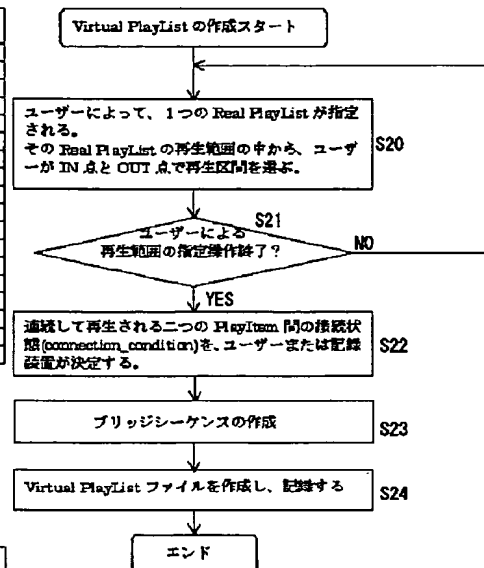 Virtual PlayList の作成スタート
ユーザーによって、1つの Real PlayList が指定
される。
その Real PlayList の再生範囲の中から、ユーザ
ーが IN 点と OUT 点で再生区間を選ぶ。
S20
S21
ユーザーによる
再生範囲の指定操作終了?
NO
YES
連続して再生される二つの PlayItem 間の接続状
態(connection_condition)を、ユーザーまたは記録
装置が決定する。
S22
ブリッジシーケンスの作成
S23
Virtual PlayList ファイルを作成し、記録する
S24
エンド